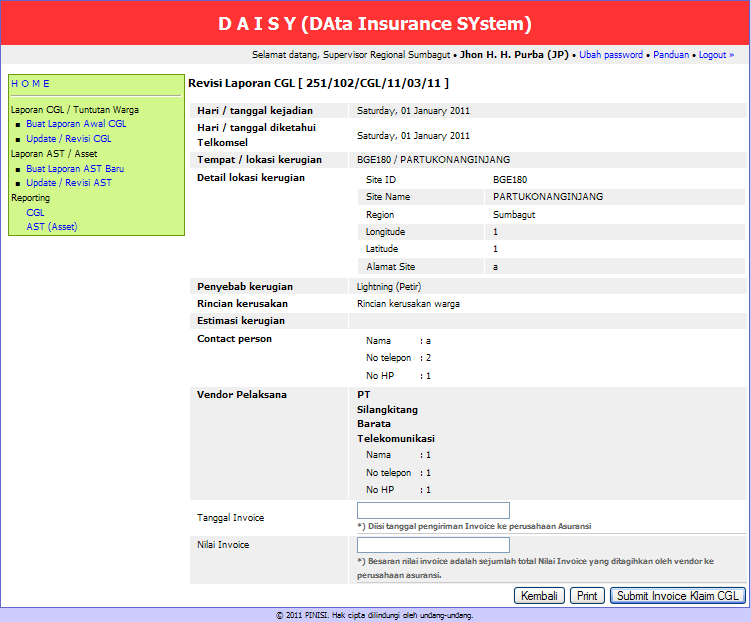 D A I S Y (DAta Insurance SYstem)
Selamat datang, Supervisor Regional Sumbagut • Jhon H. H. Purba (JP) • Ubah password • Panduan • Logout »
H O M E
Laporan CGL / Tuntutan Warga
Buat Laporan Awal CGL
Update / Revisi CGL
Laporan AST / Asset
Buat Laporan AST Baru
Update / Revisi AST
Reporting
CGL
AST (Asset)
Revisi Laporan CGL [ 251/102/CGL/11/03/11 ]
Hari / tanggal kejadian Saturday, 01 January 2011
Hari / tanggal diketahui
Telkomsel Saturday, 01 January 2011
Tempat / lokasi kerugian BGE180 / PARTUKONANGINJANG
Detail lokasi kerugian Site ID BGE180
Site Name PARTUKONANGINJANG
Region Sumbagut
Longitude 1
Latitude 1
Alamat Site a
Penyebab kerugian Lightning (Petir)
Rincian kerusakan Rincian kerusakan warga
Estimasi kerugian
Contact person Nama : a
No telepon : 2
No HP : 1
Vendor Pelaksana PT
Silangkitang
Barata
Telekomunikasi
Nama : 1
No telepon : 1
No HP : 1
Tanggal Invoice
*) Diisi tanggal pengiriman Invoice ke perusahaan Asuransi
Nilai Invoice
*) Besaran nilai invoice adalah sejumlah total Nilai Invoice yang ditagihkan oleh vendor ke
perusahaan asuransi.
Kembali Print Submit Invoice Klaim CGL
© 2011 PINISI. Hak cipta dilindungi oleh undang-undang.